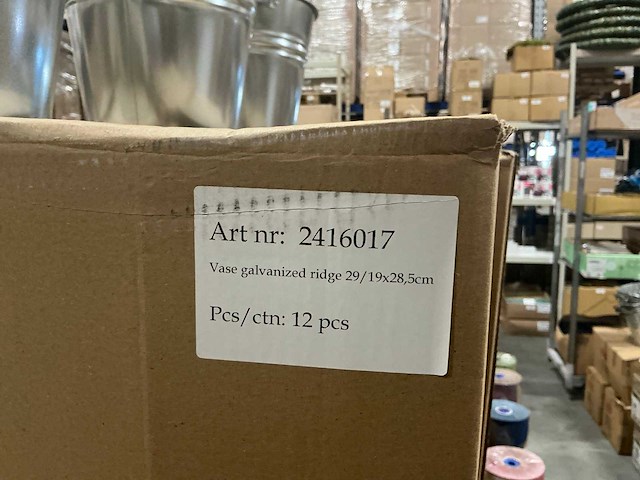 Art nr: 2416017
Vase galvanized ridge 29/19x28,5cm
Pcs/ctn: 12 pcs